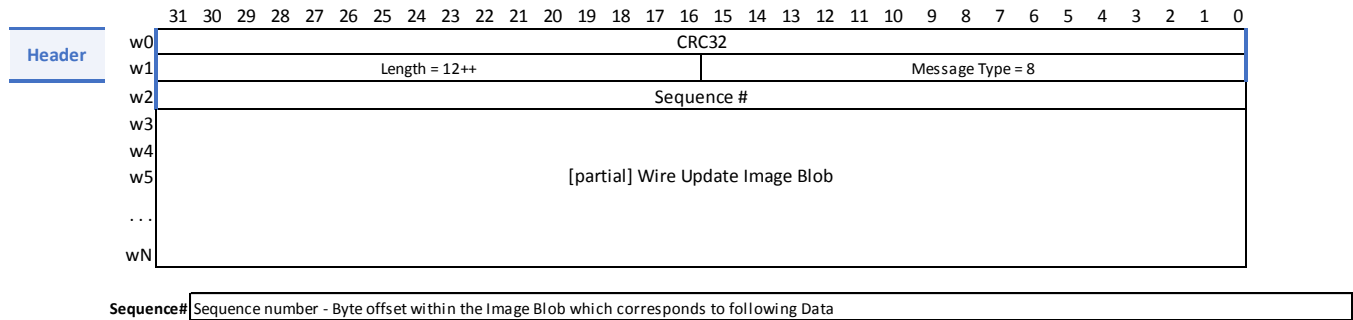 31 30 29 28 27 26 25 24 23 22 21 20 19 18 17 16 15 14 13 12 11 10 9 8 7 6 5 4 3 2 1 0
Header
w0 CRC32
w1 Length = 12++ Message Type = 8
w2 Sequence #
w3
w4
w5 [partial] Wire Update Image Blob
. . .
wN
Sequence# Sequence number - Byte offset within the Image Blob which corresponds to following Data